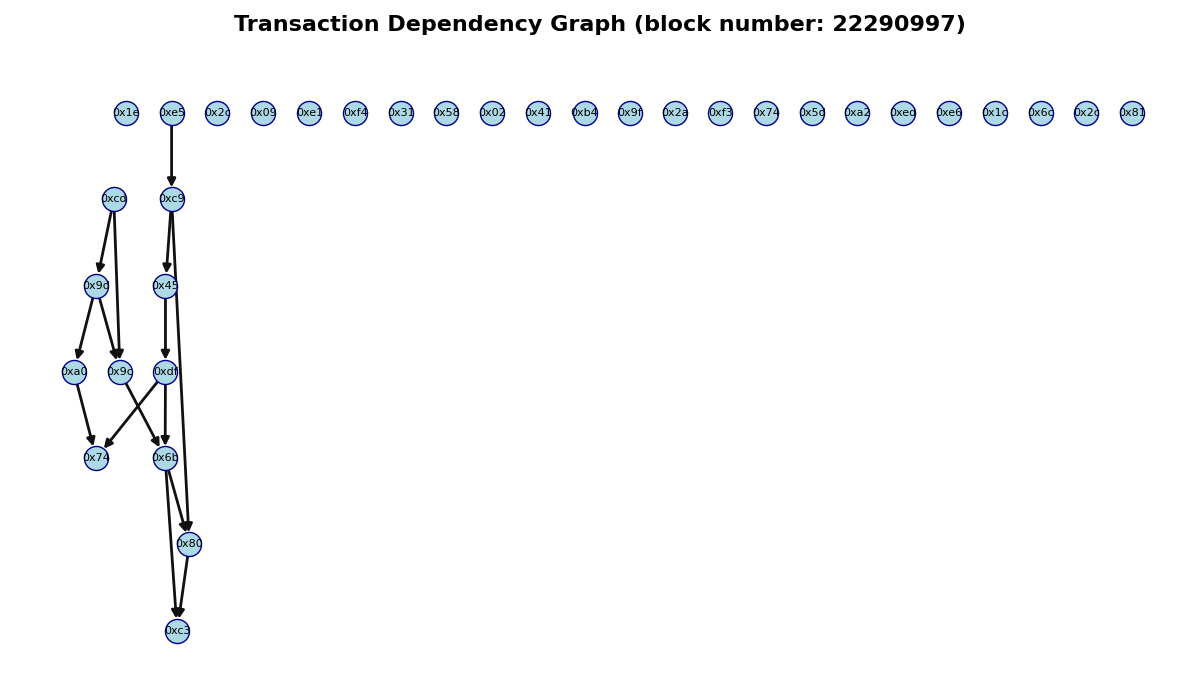 Transaction Dependency Graph (block number: 22290997)
0x1e 0xe5 0x2c 0x09 0xe1 0xf4 0x31 0x58 0x02 0x41 0xb4 0x9f 0x2a 0xf3 0x74 0x5d 0xa2 0xed 0xe6 0x1c 0x6c 0x2c 0x81
0xcd 0xc9
0x9d 0x45
0xa0 0x9c 0xdf
0x74 0x6b
0x80
0xc3